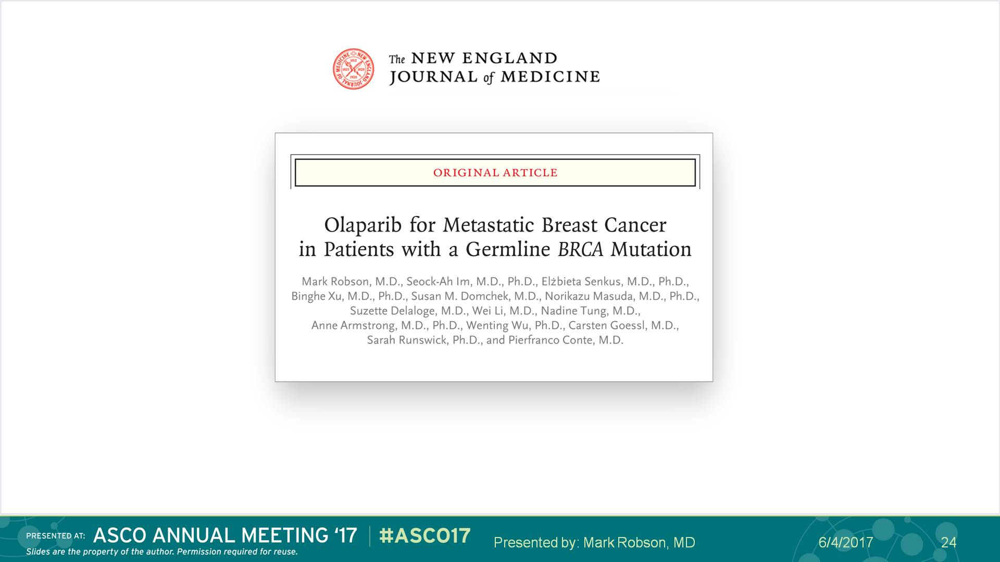 The NEW ENGLAND
JOURNAL of MEDICINE
ORIGINAL ARTICLE
Olaparib for Metastatic Breast Cancer
in Patients with a Germline BRCA Mutation
Mark Robson, M.D., Seock-Ah Im, M.D., Ph.D., Elżbieta Senkus, M.D., Ph.D.,
Binghe Xu, M.D., Ph.D., Susan M. Domchek, M.D., Norikazu Masuda, M.D., Ph.D.,
Suzette Delaloge, M.D., Wei Li, M.D., Nadine Tung, M.D.,
Anne Armstrong, M.D., Ph.D., Wenting Wu, Ph.D., Carsten Goessl, M.D.,
Sarah Runswick, Ph.D., and Pierfranco Conte, M.D.
PRESENTED AT: ASCO ANNUAL MEETING ‘17 #ASCO17
Slides are the property of the author. Permission required for reuse.
Presented by: Mark Robson, MD
6/4/2017
24